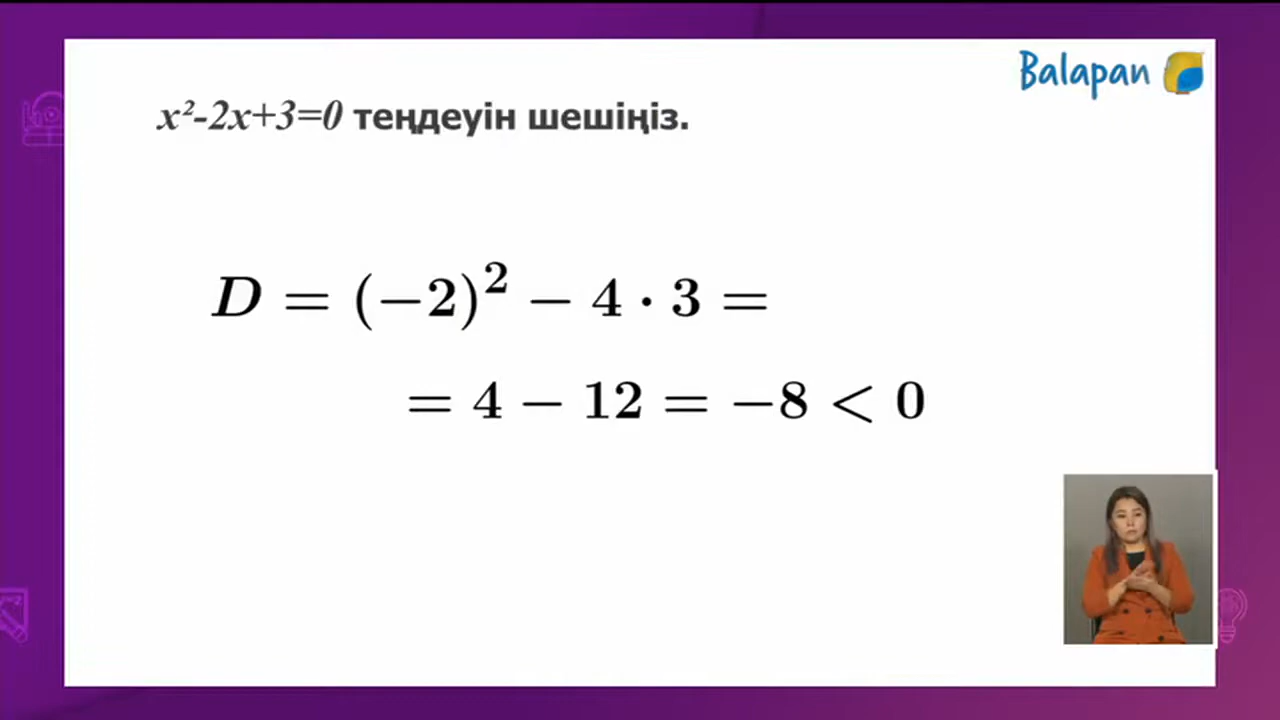 Balapan
x²-2x+3=0 теңдеуін шешіңіз.
D = (−2)² − 4 · 3 =
= 4 − 12 = −8 < 0